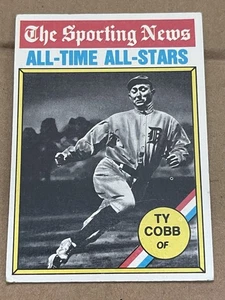 The Sporting News
ALL-TIME ALL-STARS
D
TY
COBB
OF